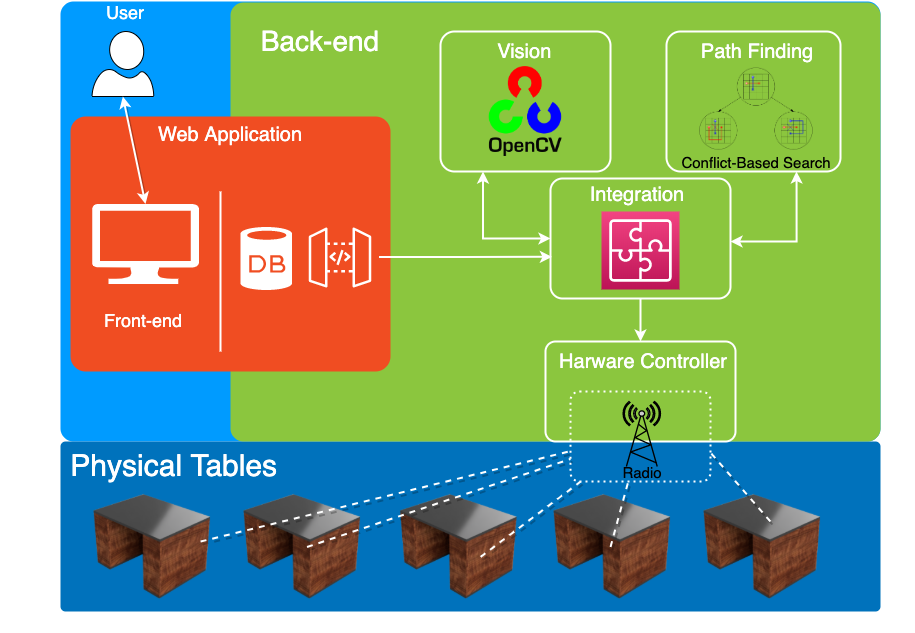 User
Back-end
Vision
Path Finding
OpenCV
Conflict-Based Search
Web Application
Integration
DB
</>
Front-end
Harware Controller
Radio
Physical Tables